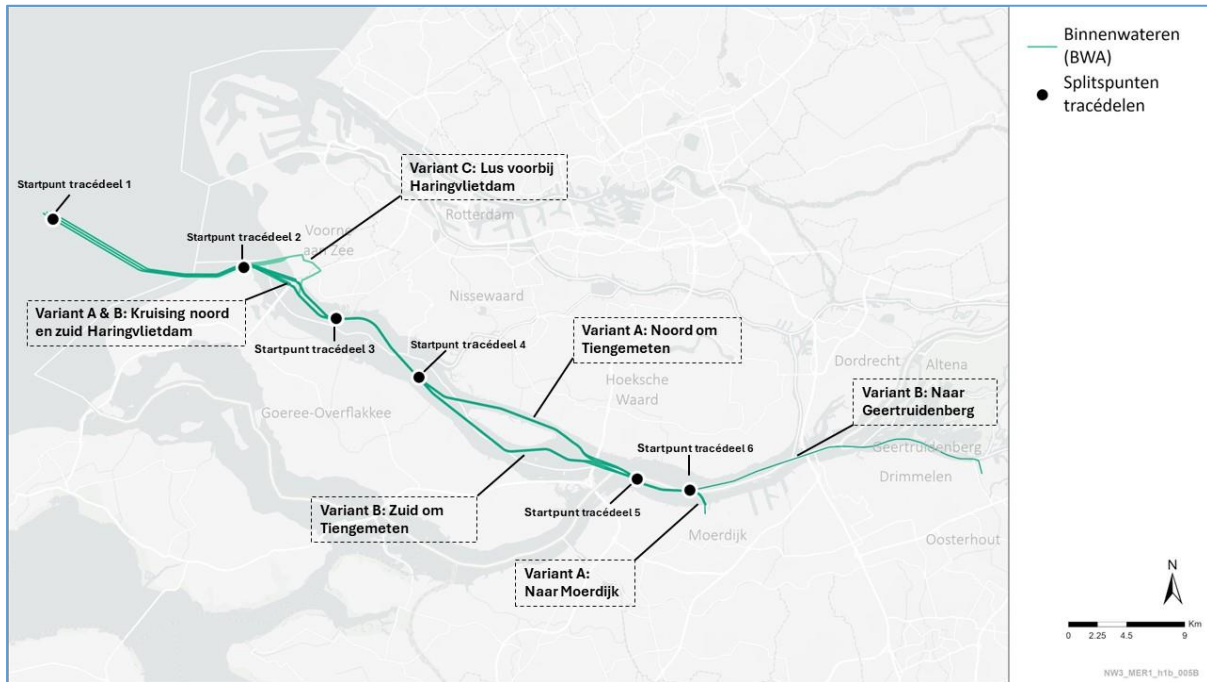 Binnenwateren
(BWA)
Splitspunten
tracédelen
Startpunt tracédeel 1
Variant C: Lus voorbij
Haringvlietdam
Rotterdam
Startpunt tracédeel 2
Voorne
aan Zee
Nissewaard
Variant A & B: Kruising noord
en zuid Haringvlietdam
Startpunt tracédeel 3
Startpunt tracédeel 4
Variant A: Noord om
Tiengemeten
Dordrecht
Altena
Hoeksche
Waard
Variant B: Naar
Geertruidenberg
Goeree-Overflakkee
Startpunt tracédeel 6
Geertruidenberg
Drimmelen
Variant B: Zuid om
Tiengemeten
Startpunt tracédeel 5
Moerdijk
Oosterhout
Variant A:
Naar Moerdijk
N
Km
0 2.25 4.5 9
NW3_MER1_h1b_005B